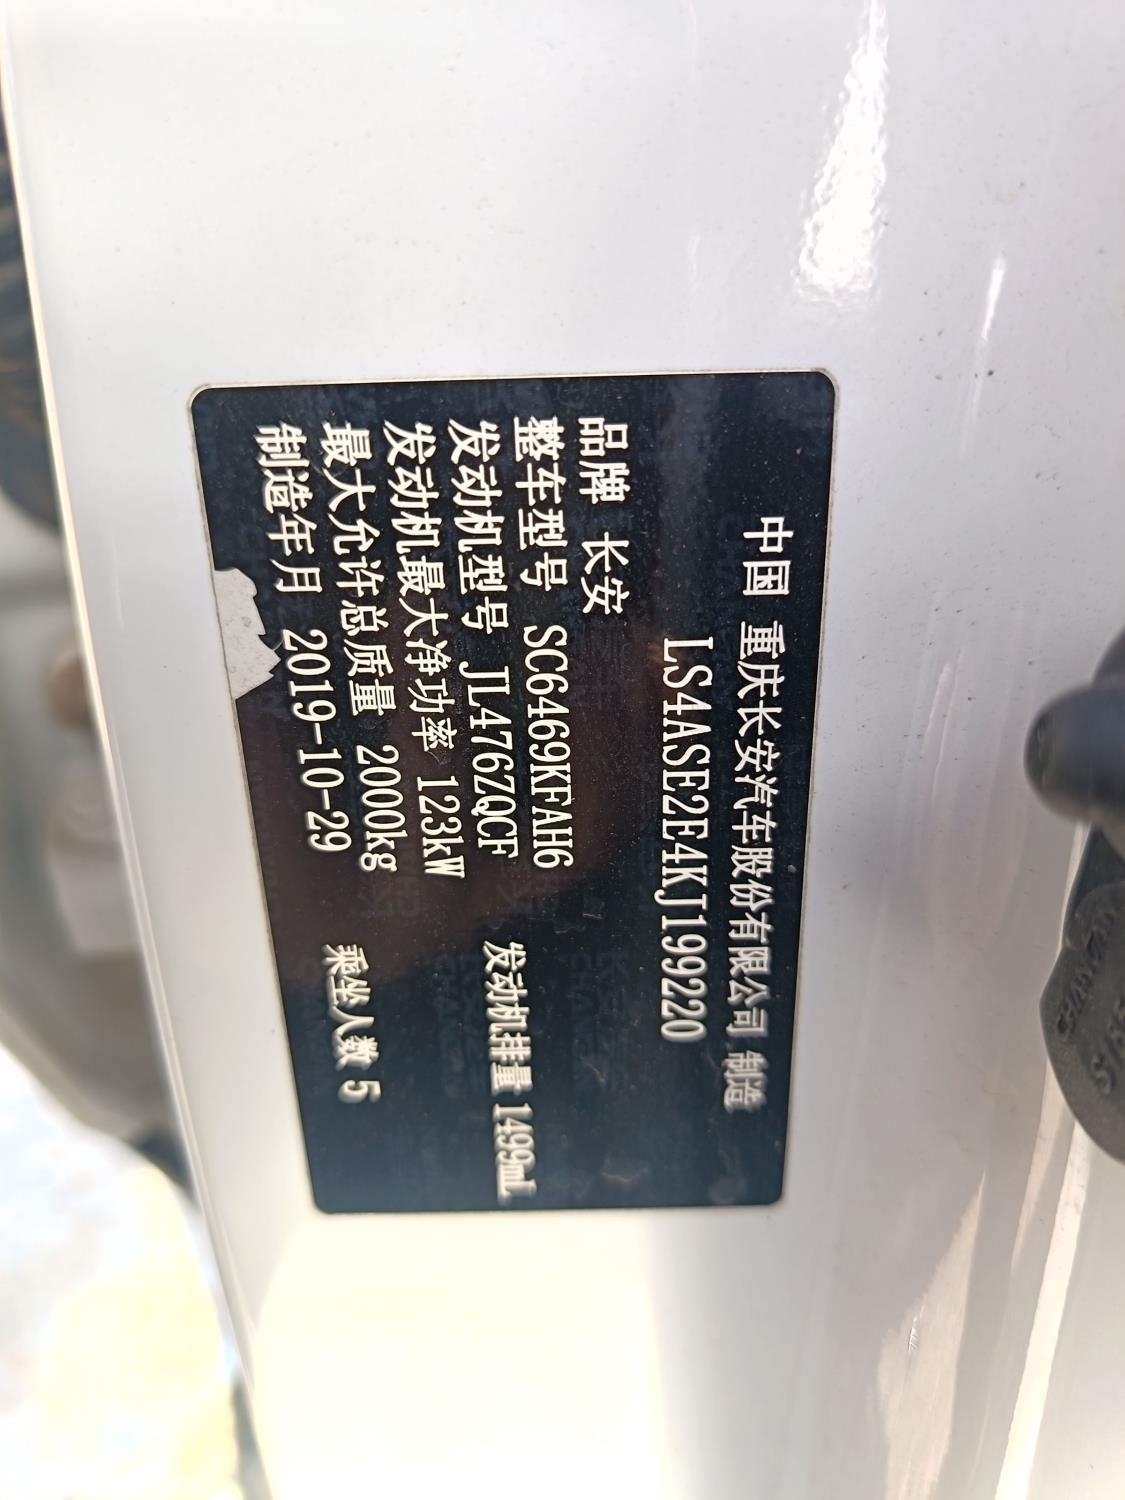 中国 重庆长安汽车股份有限公司 制造
LS4ASE2E4KJ199220
品牌 长安
整车型号 SC6469KFAH6
发动机型号 JL476ZQCF 发动机排量 1499mL
发动机最大净功率 123kW
最大允许总质量 2000kg 乘坐人数 5
制造年月 2019-10-29